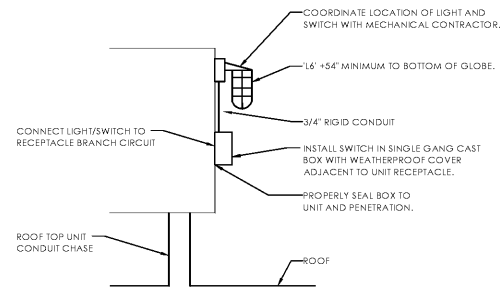 COORDINATE LOCATION OF LIGHT AND
SWITCH WITH MECHANICAL CONTRACTOR.
'L6' +54" MINIMUM TO BOTTOM OF GLOBE.
3/4" RIGID CONDUIT
CONNECT LIGHT/SWITCH TO
RECEPTACLE BRANCH CIRCUIT
INSTALL SWITCH IN SINGLE GANG CAST
BOX WITH WEATHERPROOF COVER
ADJACENT TO UNIT RECEPTACLE.
PROPERLY SEAL BOX TO
UNIT AND PENETRATION.
ROOF TOP UNIT
CONDUIT CHASE
ROOF